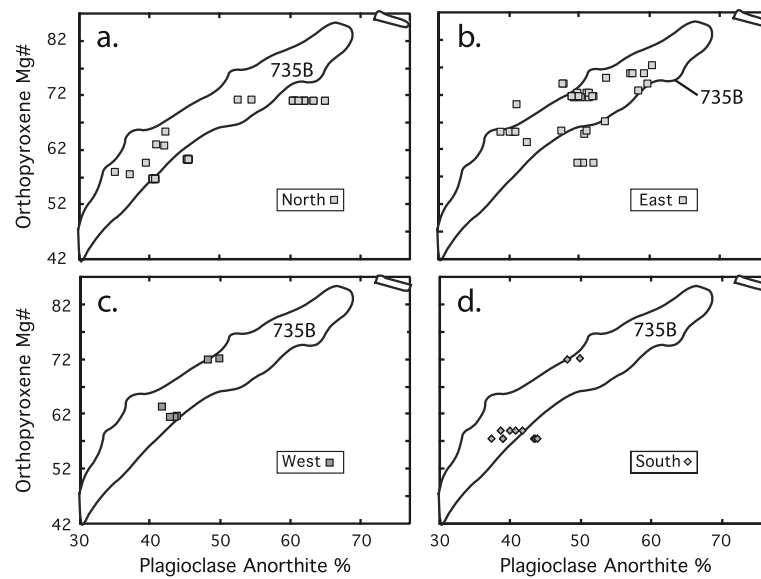 a.
735B
North
82
72
62
52
42
Orthopyroxene Mg#
b.
735B
East
c.
735B
West
82
72
62
52
42
30 40 50 60 70
Orthopyroxene Mg#
Plagioclase Anorthite %
d.
735B
South
30 40 50 60 70
Plagioclase Anorthite %